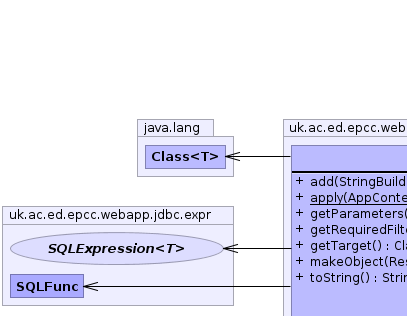 java.lang
Class<T>
uk.ac.ed.epcc.web
+ add(StringBuild
+ apply(AppConte
+ getParameters(
+ getRequiredFilt
+ getTarget() : Cla
+ makeObject(Res
+ toString() : Strin
uk.ac.ed.epcc.webapp.jdbc.expr
SQLExpression<T>
SQLFunc